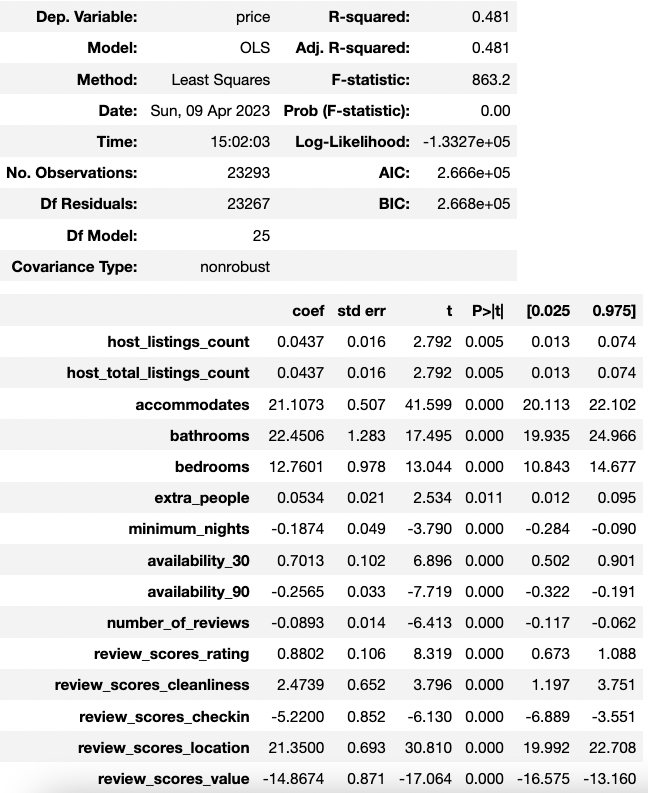 Dep. Variable: price R-squared: 0.481
Model: OLS Adj. R-squared: 0.481
Method: Least Squares F-statistic: 863.2
Date: Sun, 09 Apr 2023 Prob (F-statistic): 0.00
Time: 15:02:03 Log-Likelihood: -1.3327e+05
No. Observations: 23293 AIC: 2.666e+05
Df Residuals: 23267 BIC: 2.668e+05
Df Model: 25
Covariance Type: nonrobust
coef std err t P>|t| [0.025 0.975]
host_listings_count 0.0437 0.016 2.792 0.005 0.013 0.074
host_total_listings_count 0.0437 0.016 2.792 0.005 0.013 0.074
accommodates 21.1073 0.507 41.599 0.000 20.113 22.102
bathrooms 22.4506 1.283 17.495 0.000 19.935 24.966
bedrooms 12.7601 0.978 13.044 0.000 10.843 14.677
extra_people 0.0534 0.021 2.534 0.011 0.012 0.095
minimum_nights -0.1874 0.049 -3.790 0.000 -0.284 -0.090
availability_30 0.7013 0.102 6.896 0.000 0.502 0.901
availability_90 -0.2565 0.033 -7.719 0.000 -0.322 -0.191
number_of_reviews -0.0893 0.014 -6.413 0.000 -0.117 -0.062
review_scores_rating 0.8802 0.106 8.319 0.000 0.673 1.088
review_scores_cleanliness 2.4739 0.652 3.796 0.000 1.197 3.751
review_scores_checkin -5.2200 0.852 -6.130 0.000 -6.889 -3.551
review_scores_location 21.3500 0.693 30.810 0.000 19.992 22.708
review_scores_value -14.8674 0.871 -17.064 0.000 -16.575 -13.160